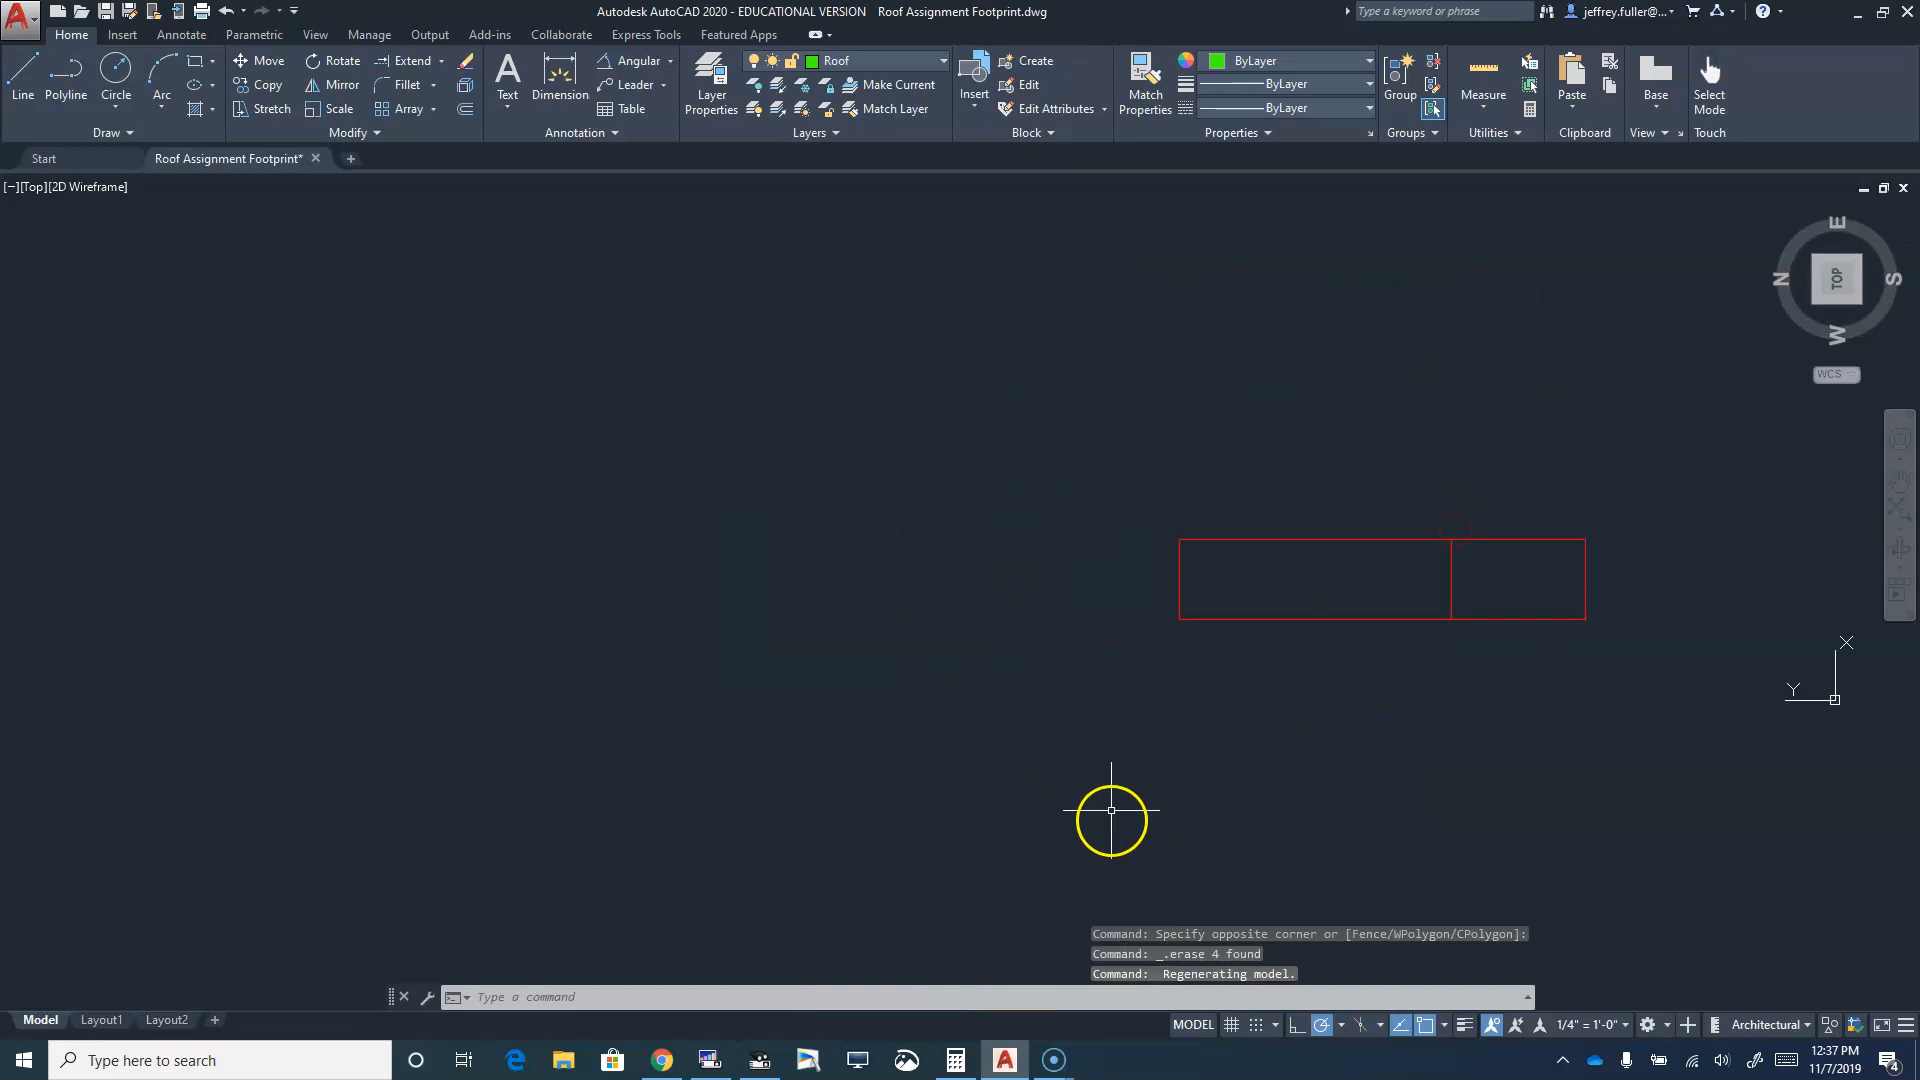 Autodesk AutoCAD 2020 - EDUCATIONAL VERSION Roof Assignment Footprint.dwg
Type a keyword or phrase
jeffrey.fuller@...
Home Insert Annotate Parametric View Manage Output Add-ins Collaborate Express Tools Featured Apps
Line Polyline Circle Arc
Move Rotate Extend
Copy Mirror Fillet
Stretch Scale Array
Text Dimension
Angular
Leader
Table
Layer Properties
Roof
Make Current
Match Layer
Insert
Create
Edit
Edit Attributes
Match Properties
ByLayer
ByLayer
ByLayer
Group
Measure
Paste
Base
Select Mode
Draw Modify Annotation Layers Block Properties Groups Utilities Clipboard View Touch
Start Roof Assignment Footprint*
[−][Top][2D Wireframe]
E
N TOP S
W
WCS
X
Y
Command: Specify opposite corner or [Fence/WPolygon/CPolygon]:
Command: _.erase 4 found
Command: Regenerating model.
Type a command
Model Layout1 Layout2
MODEL 1/4" = 1'-0" Architectural
Type here to search
12:37 PM
11/7/2019
4